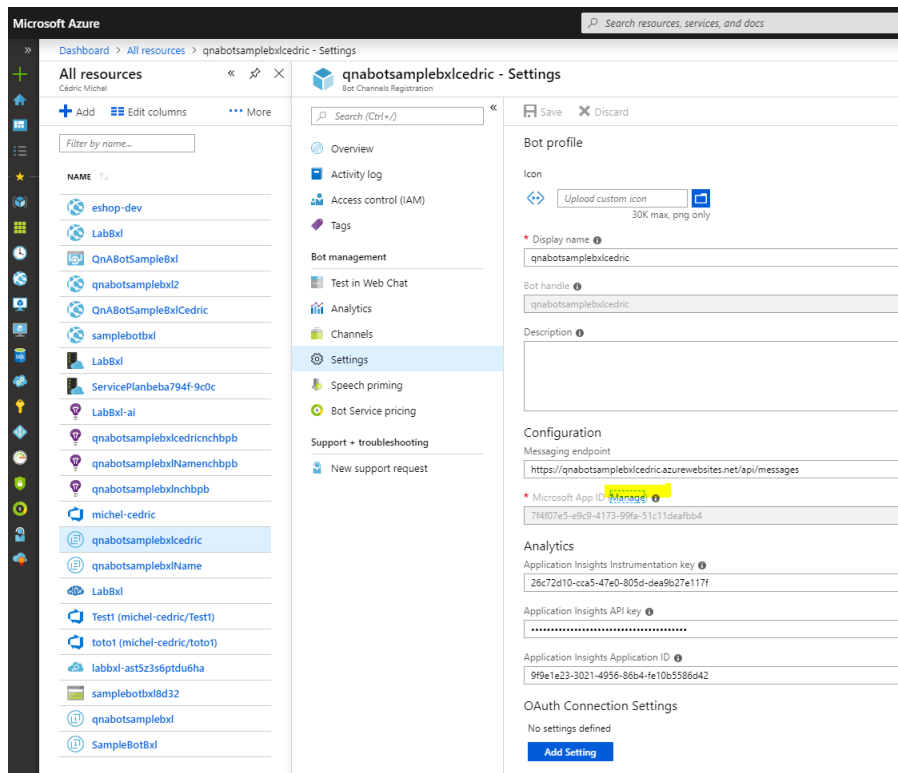 Microsoft Azure
Search resources, services, and docs
Dashboard > All resources > qnabotsamplebxlcedric - Settings
All resources
Cédric Michel
Add Edit columns More
Filter by name...
NAME
eshop-dev
LabBxl
QnABotSampleBxl
qnabotsamplebxl2
QnABotSampleBxlCedric
samplebotbxl
LabBxl
ServicePlanbeba794f-9c0c
LabBxl-ai
qnabotsamplebxlcedricnchbpb
qnabotsamplebxlNamenchbpb
qnabotsamplebxlnchbpb
michel-cedric
qnabotsamplebxlcedric
qnabotsamplebxlName
LabBxl
Test1 (michel-cedric/Test1)
toto1 (michel-cedric/toto1)
labbxl-ast5z3s6ptdu6ha
samplebotbxl8d32
qnabotsamplebxl
SampleBotBxl
qnabotsamplebxlcedric - Settings
Bot Channels Registration
Search (Ctrl+/)
Overview
Activity log
Access control (IAM)
Tags
Bot management
Test in Web Chat
Analytics
Channels
Settings
Speech priming
Bot Service pricing
Support + troubleshooting
New support request
Save Discard
Bot profile
Icon
Upload custom icon
30K max, png only
* Display name
qnabotsamplebxlcedric
Bot handle
qnabotsamplebxlcedric
Description
Configuration
Messaging endpoint
https://qnabotsamplebxlcedric.azurewebsites.net/api/messages
* Microsoft App ID (Manage)
7f4f07e5-e9c9-4173-99fa-51c11deafbb4
Analytics
Application Insights Instrumentation key
26c72d10-cca5-47e0-805d-dea9b27e117f
Application Insights API key
Application Insights Application ID
9f9e1e23-3021-4956-86b4-fe10b5586d42
OAuth Connection Settings
No settings defined
Add Setting